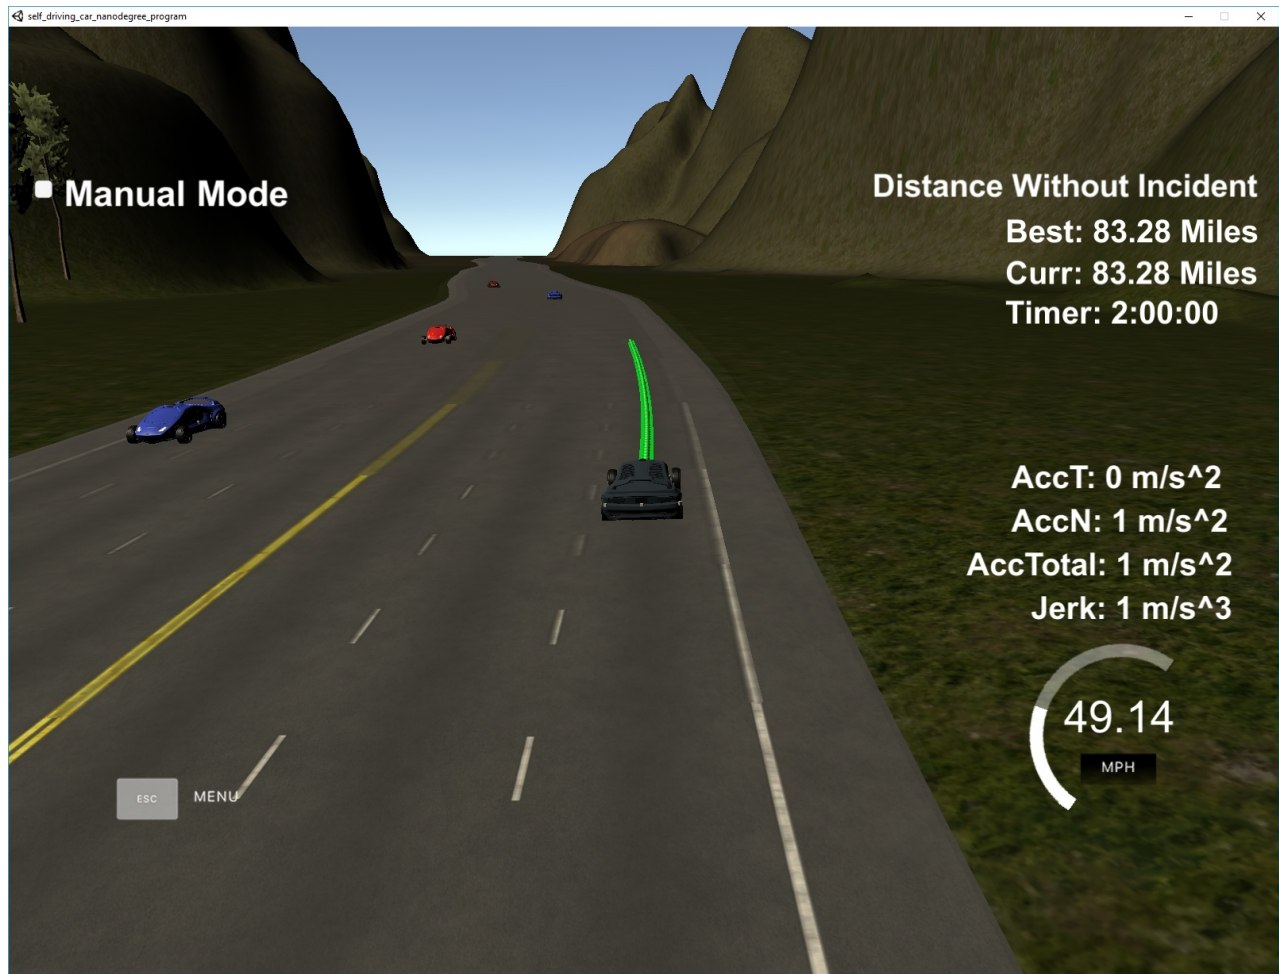 self_driving_car_nanodegree_program
Manual Mode
Distance Without Incident
Best: 83.28 Miles
Curr: 83.28 Miles
Timer: 2:00:00
AccT: 0 m/s^2
AccN: 1 m/s^2
AccTotal: 1 m/s^2
Jerk: 1 m/s^3
49.14
MPH
ESC MENU